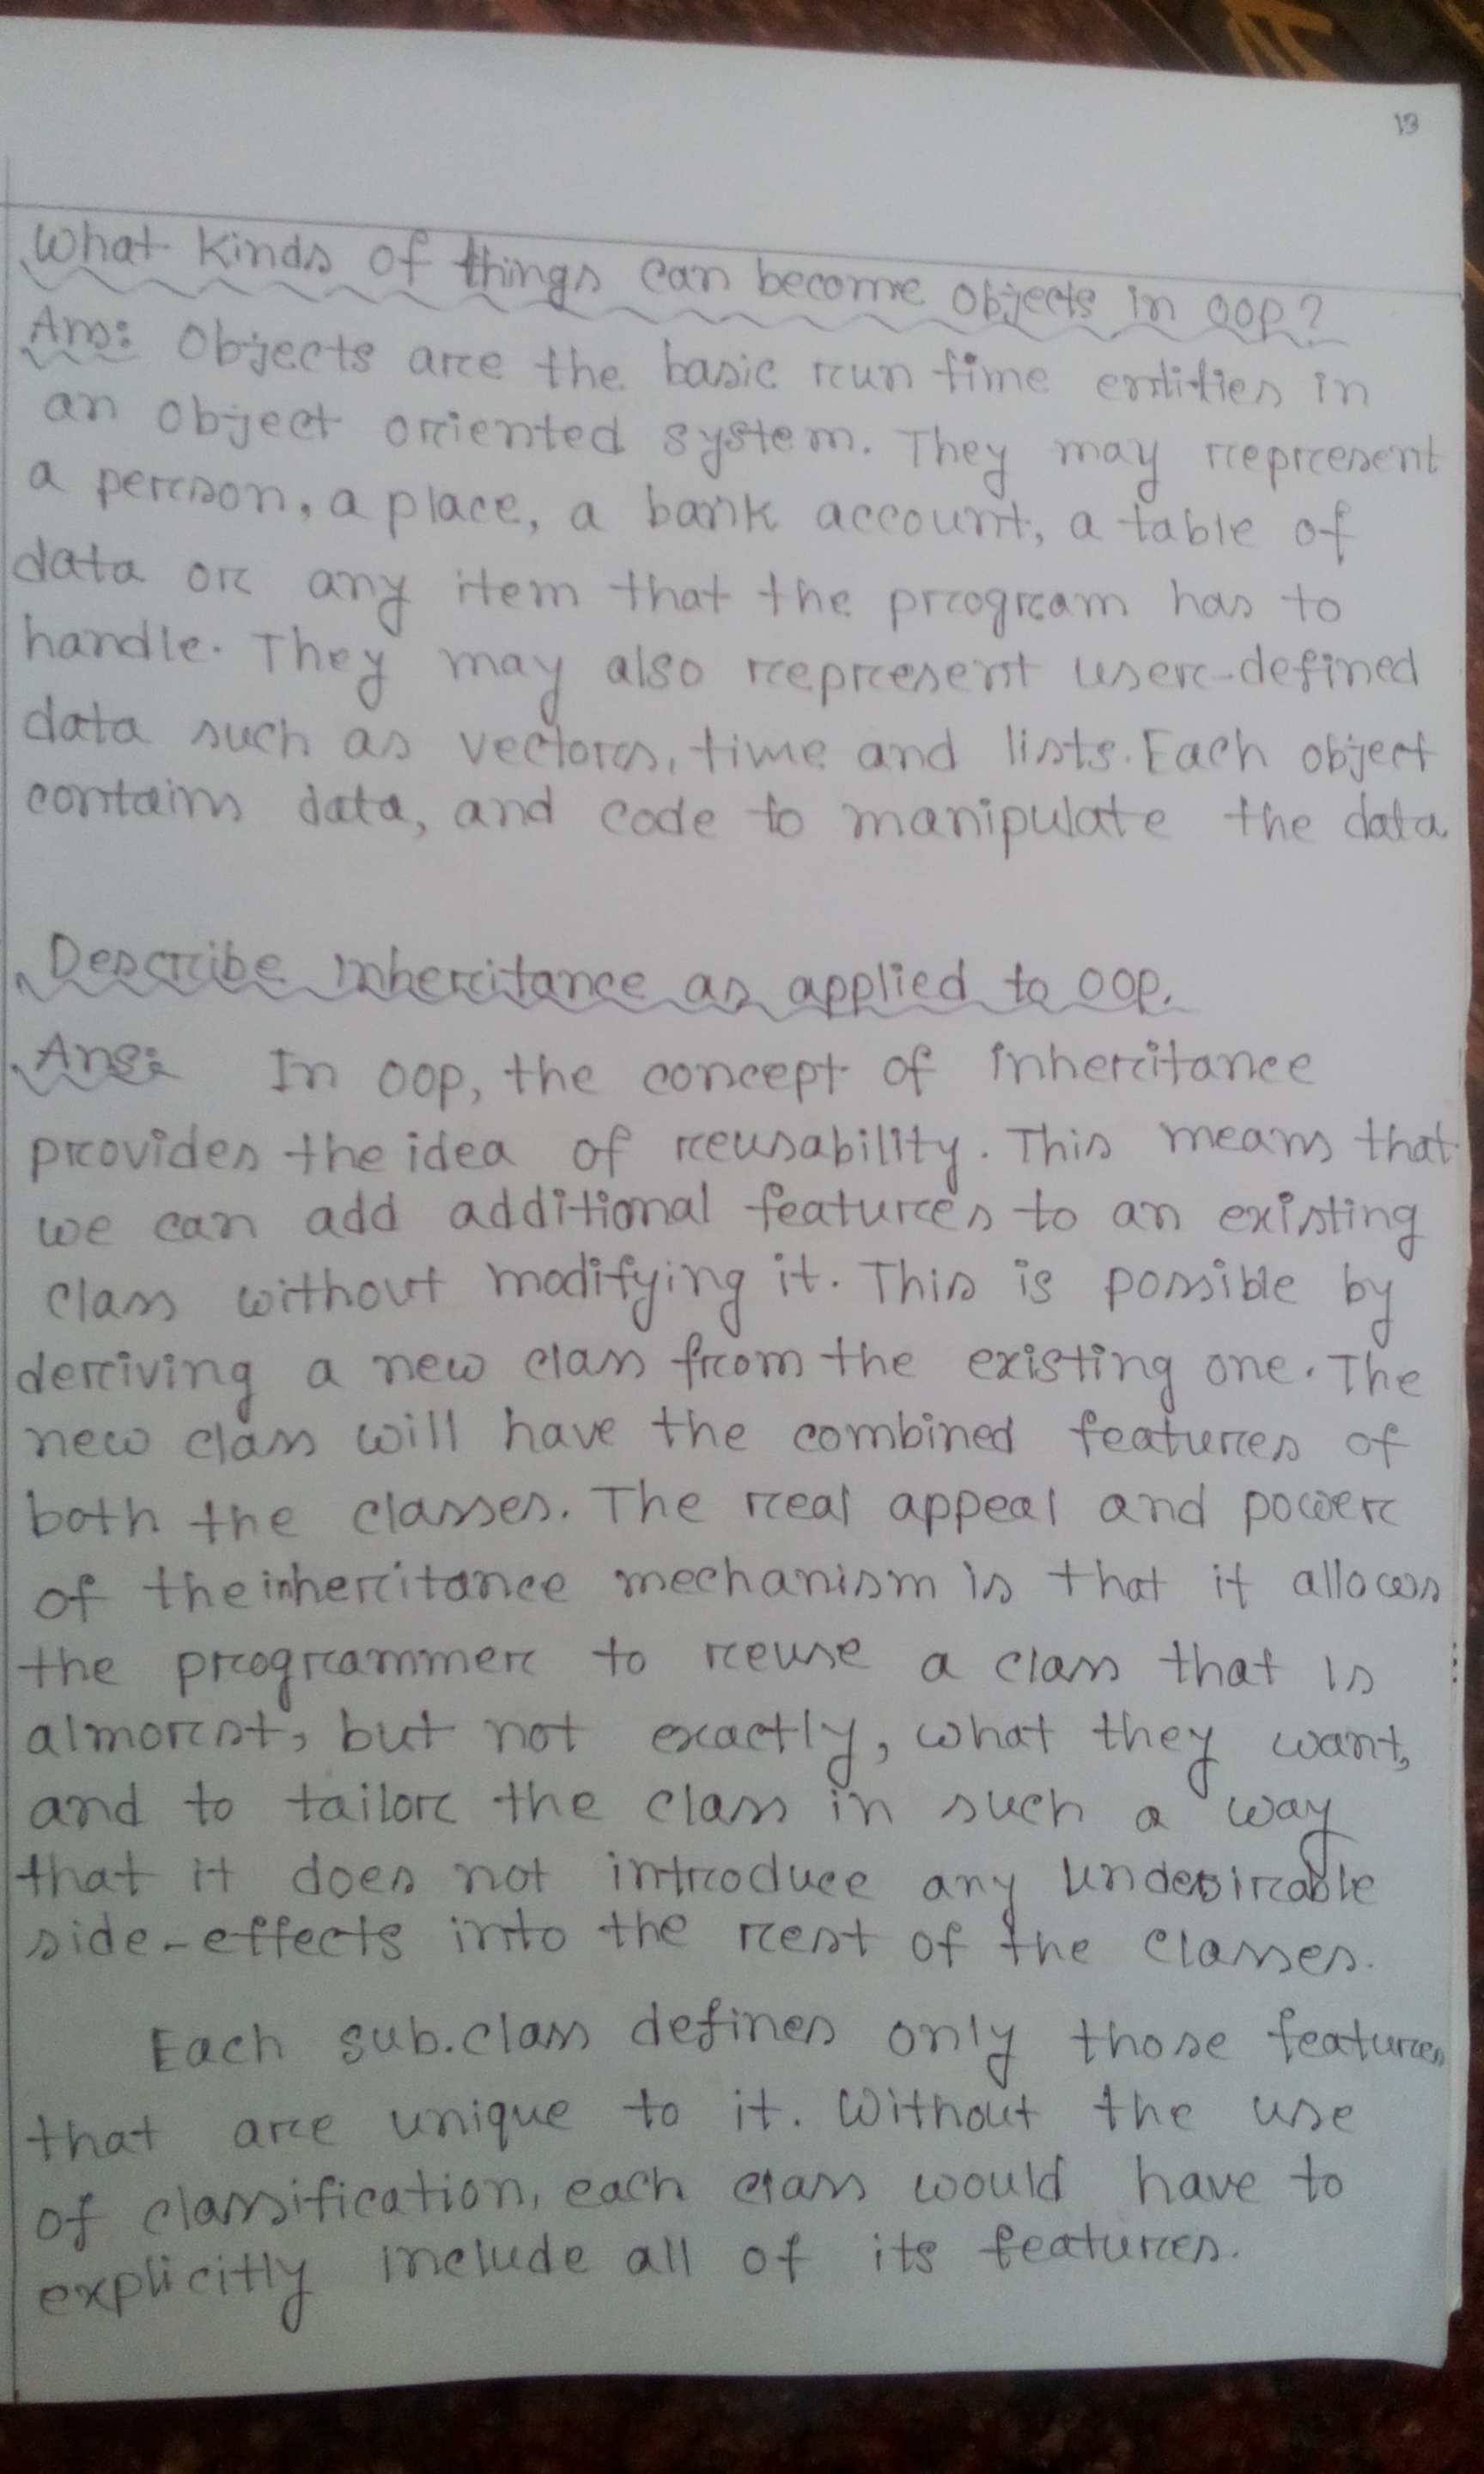 13
What kinds of things can become objects in OOP?
Ans: Objects are the basic run time entities in
an object oriented system. They may represent
a person, a place, a bank account, a table of
data or any item that the program has to
handle. They may also represent user-defined
data such as vectors, time and lists. Each object
contains data, and code to manipulate the data
Describe inheritance as applied to OOP.
Ans: In OOP, the concept of inheritance
provides the idea of reusability. This means that
we can add additional features to an existing
class without modifying it. This is possible by
deriving a new class from the existing one. The
new class will have the combined features of
both the classes. The real appeal and power
of the inheritance mechanism is that it allows
the programmer to reuse a class that is
almorst, but not exactly, what they want,
and to tailor the class in such a way
that it does not introduce any undesirable
side-effects into the rest of the classes.
Each sub.class defines only those features
that are unique to it. Without the use
of classification, each class would have to
explicitly include all of its features.